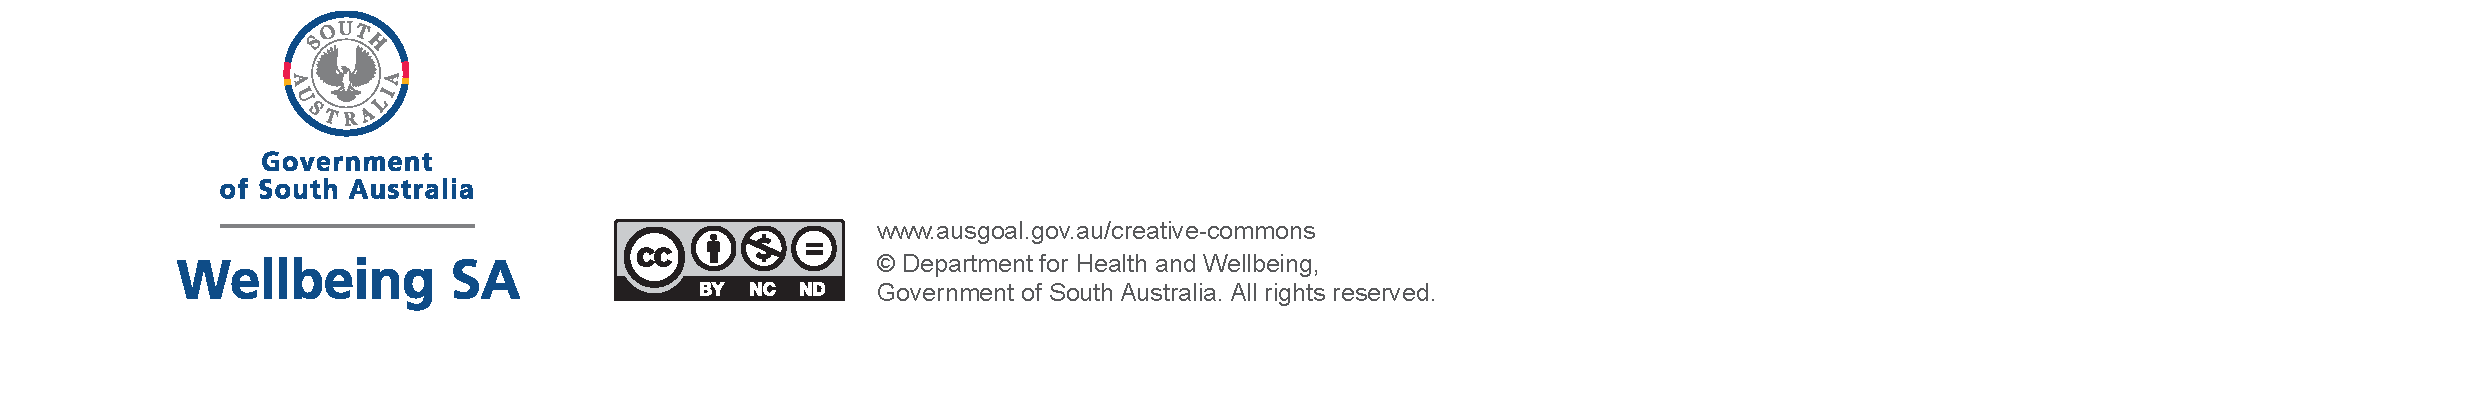 SOUTH
AUSTRALIA
Government
of South Australia
Wellbeing SA
CC
BY NC ND
www.ausgoal.gov.au/creative-commons
© Department for Health and Wellbeing,
Government of South Australia. All rights reserved.